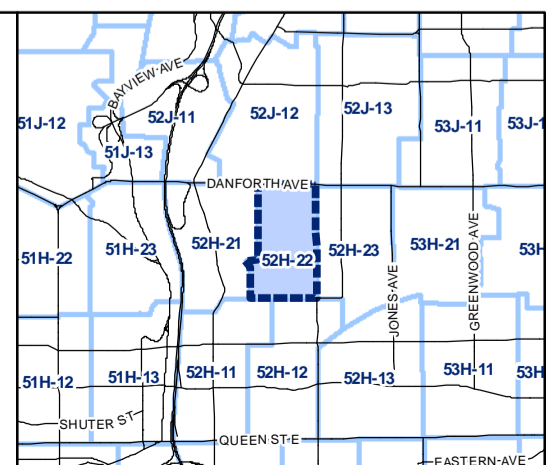 BAYVIEW AVE
51J-12
52J-11
52J-12
52J-13
53J-11
53J-1
51J-13
DANFORTH AVE
51H-22
51H-23
52H-21
52H-22
52H-23
53H-21
53H
JONES AVE
GREENWOOD AVE
51H-12
51H-13
52H-11
52H-12
52H-13
53H-11
53H
SHUTER ST
QUEEN ST E
EASTERN AVE